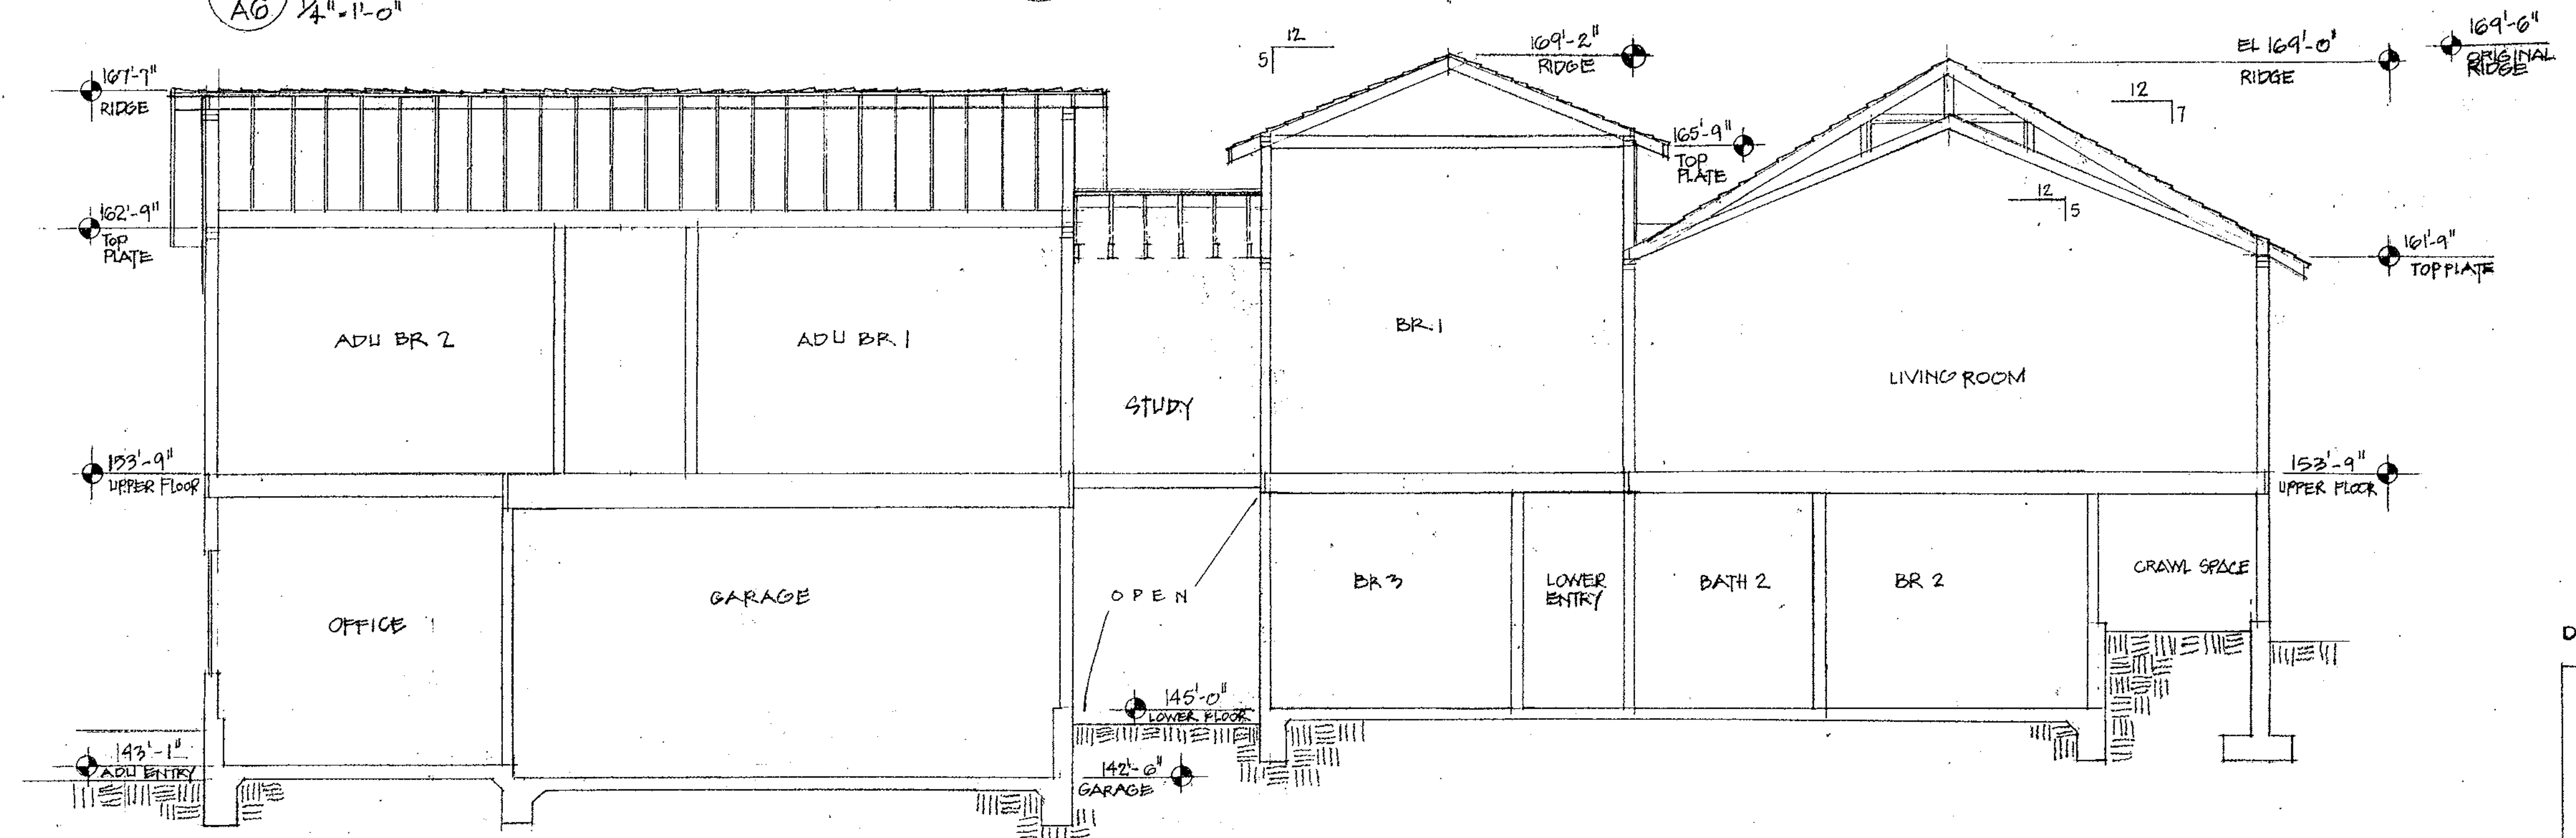 A6 1/4"=1'-0"
167'-7"
RIDGE
5
12
169'-2"
RIDGE
EL 169'-0"
RIDGE
169'-6"
ORIGINAL
RIDGE
12
7
165'-9"
TOP
PLATE
162'-9"
TOP
PLATE
12
5
161'-9"
TOP PLATE
ADU BR 2
ADU BR 1
STUDY
BR.1
LIVING ROOM
153'-9"
UPPER FLOOR
153'-9"
UPPER FLOOR
OFFICE
GARAGE
OPEN
BR 3
LOWER
ENTRY
BATH 2
BR 2
CRAWL SPACE
145'-0"
LOWER FLOOR
143'-1"
ADU ENTRY
142'-6"
GARAGE
D